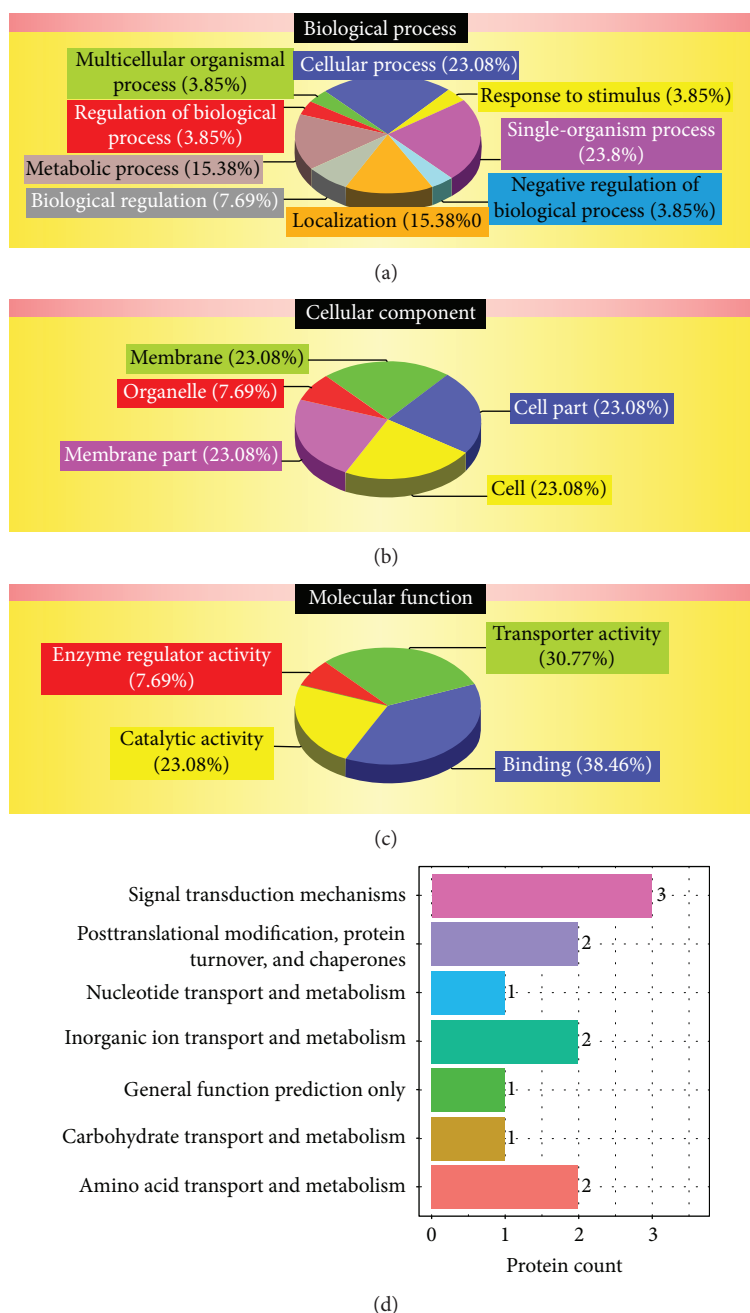 Biological process
Multicellular organismal
process (3.85%)
Cellular process (23.08%)
Response to stimulus (3.85%)
Regulation of biological
process (3.85%)
Single-organism process
(23.8%)
Metabolic process (15.38%)
Biological regulation (7.69%)
Negative regulation of
biological process (3.85%)
Localization (15.38%0
(a)
Cellular component
Membrane (23.08%)
Organelle (7.69%)
Cell part (23.08%)
Membrane part (23.08%)
Cell (23.08%)
(b)
Molecular function
Transporter activity
(30.77%)
Enzyme regulator activity
(7.69%)
Catalytic activity
(23.08%)
Binding (38.46%)
(c)
Signal transduction mechanisms
3
Posttranslational modification, protein
turnover, and chaperones
2
Nucleotide transport and metabolism
1
Inorganic ion transport and metabolism
2
General function prediction only
1
Carbohydrate transport and metabolism
1
Amino acid transport and metabolism
2
0 1 2 3
Protein count
(d)